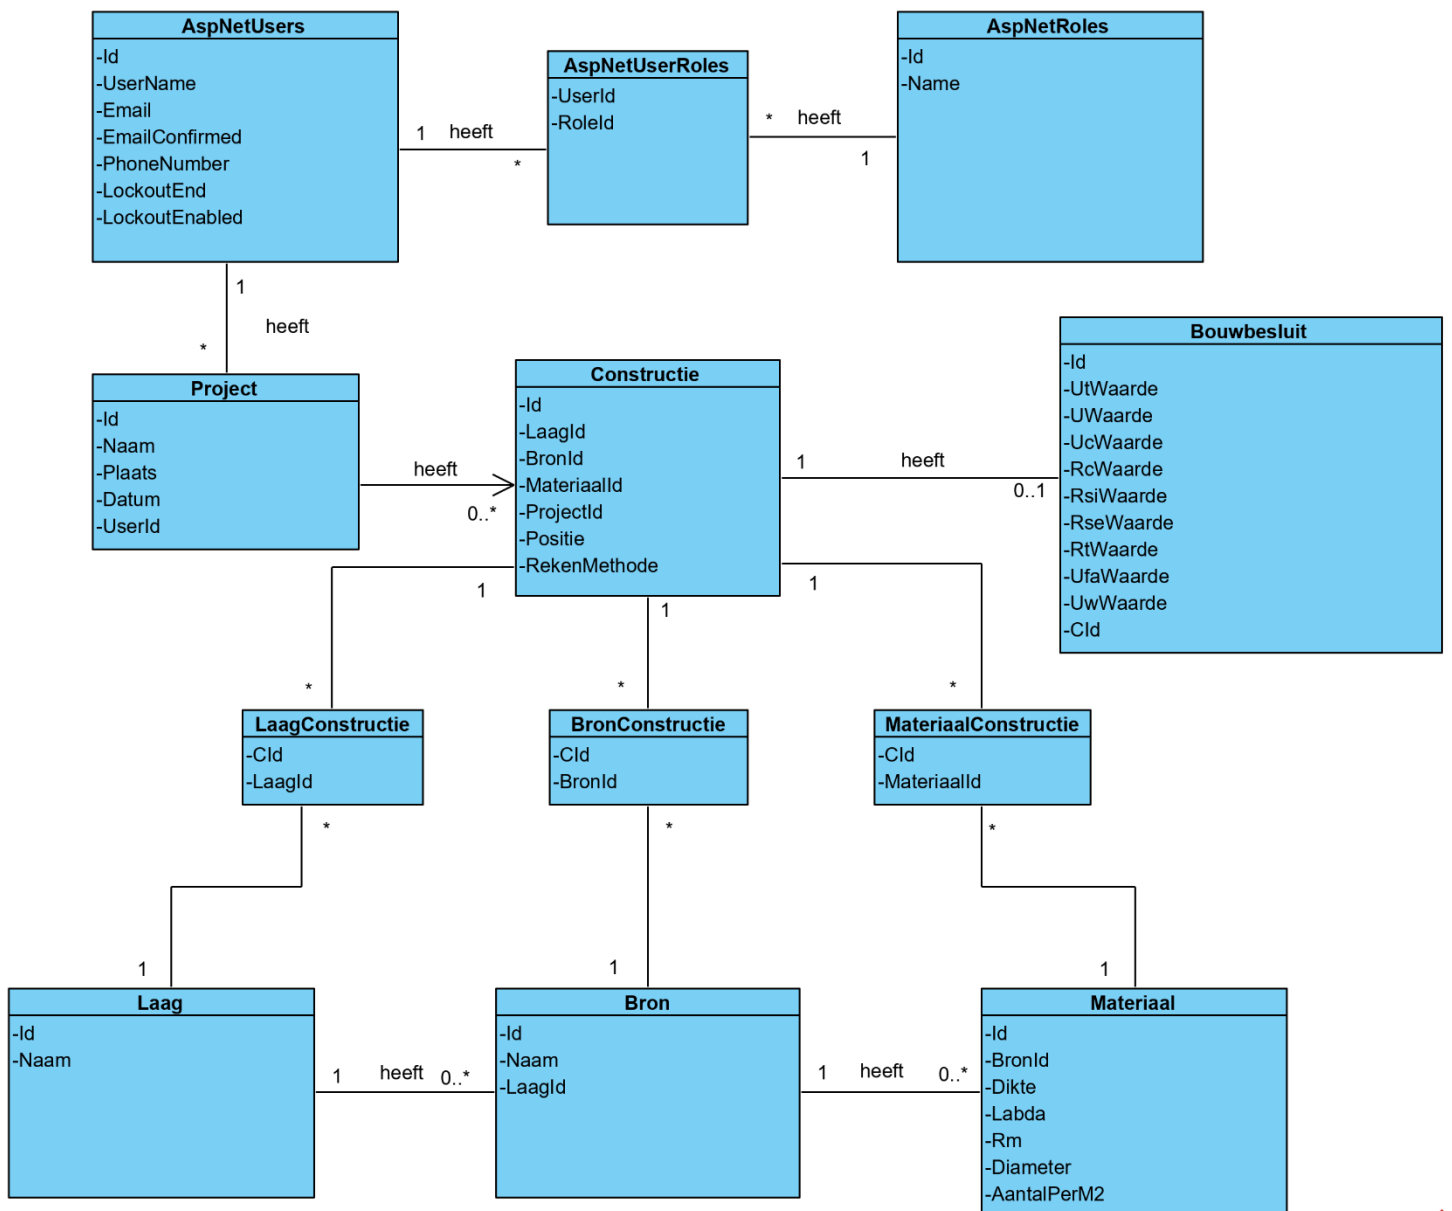 AspNetUsers
-Id
-UserName
-Email
-EmailConfirmed
-PhoneNumber
-LockoutEnd
-LockoutEnabled
1 heeft
*
AspNetUserRoles
-UserId
-RoleId
* heeft
1
AspNetRoles
-Id
-Name
1
heeft
*
Project
-Id
-Naam
-Plaats
-Datum
-UserId
heeft
0..*
Constructie
-Id
-LaagId
-BronId
-MateriaalId
-ProjectId
-Positie
-RekenMethode
1 heeft
0..1
Bouwbesluit
-Id
-UtWaarde
-UWaarde
-UcWaarde
-RcWaarde
-RsiWaarde
-RseWaarde
-RtWaarde
-UfaWaarde
-UwWaarde
-CId
1
1
1
*
*
*
LaagConstructie
-CId
-LaagId
BronConstructie
-CId
-BronId
MateriaalConstructie
-CId
-MateriaalId
*
*
*
1
1
1
Laag
-Id
-Naam
1 heeft 0..*
Bron
-Id
-Naam
-LaagId
1 heeft 0..*
Materiaal
-Id
-BronId
-Dikte
-Labda
-Rm
-Diameter
-AantalPerM2